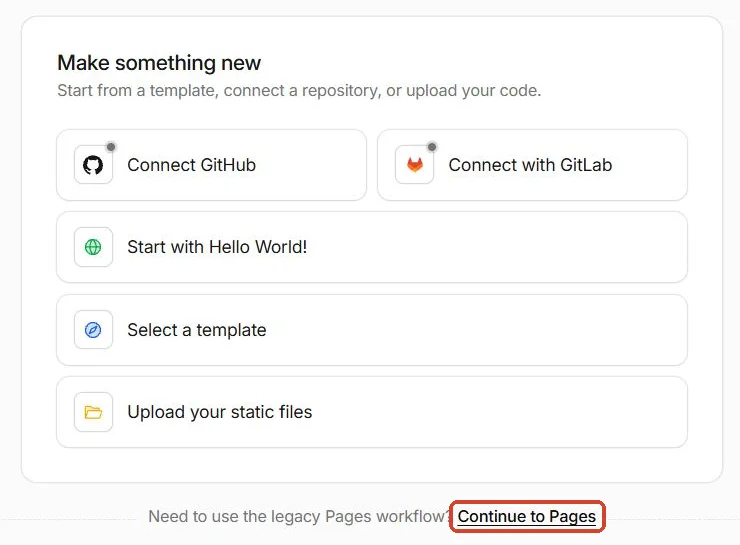 Make something new
Start from a template, connect a repository, or upload your code.
Connect GitHub
Connect with GitLab
Start with Hello World!
Select a template
Upload your static files
Need to use the legacy Pages workflow? Continue to Pages